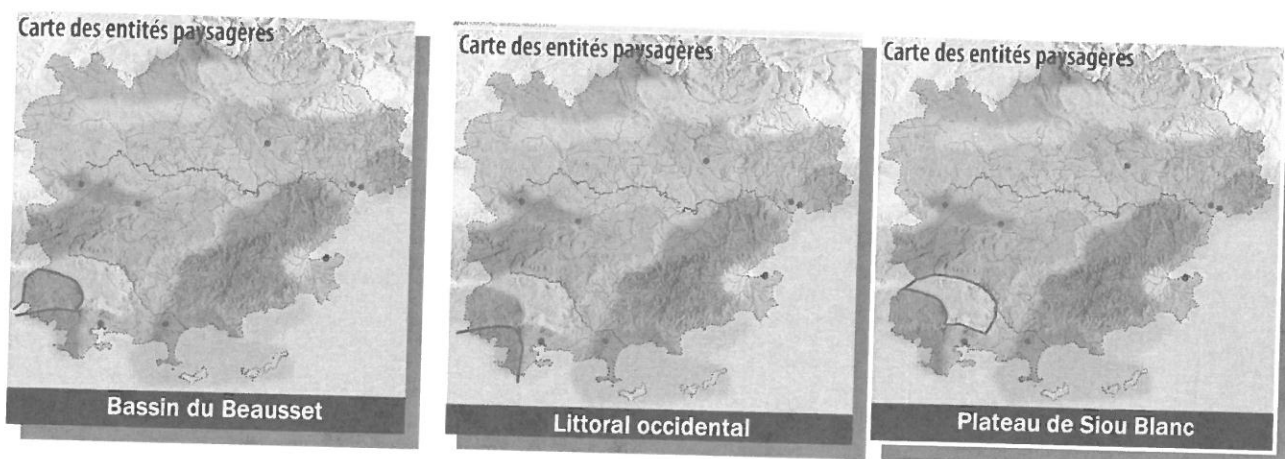 Carte des entités paysagères
Bassin du Beausset
Carte des entités paysagères
Littoral occidental
Carte des entités paysagères
Plateau de Siou Blanc